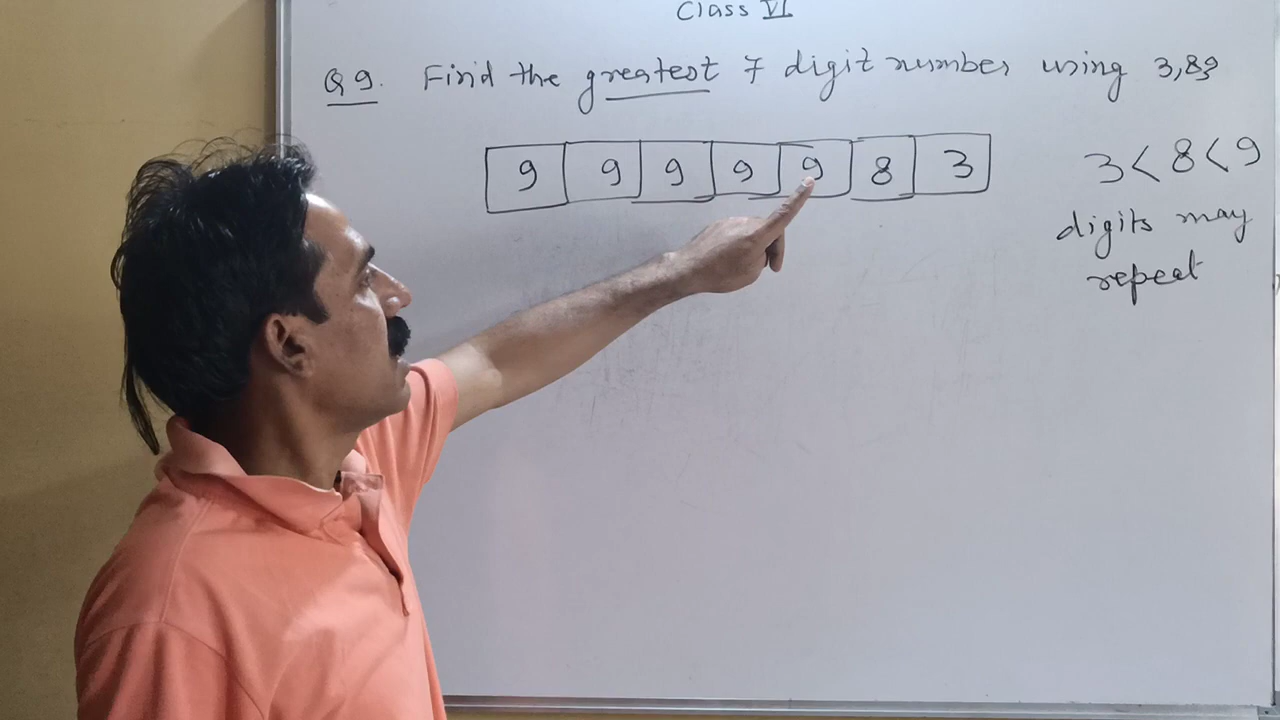 Class VI
Q 9. Find the greatest 7 digit number using 3,8,9
9 9 9 9 9 8 3
3 < 8 < 9
digits may
repeat